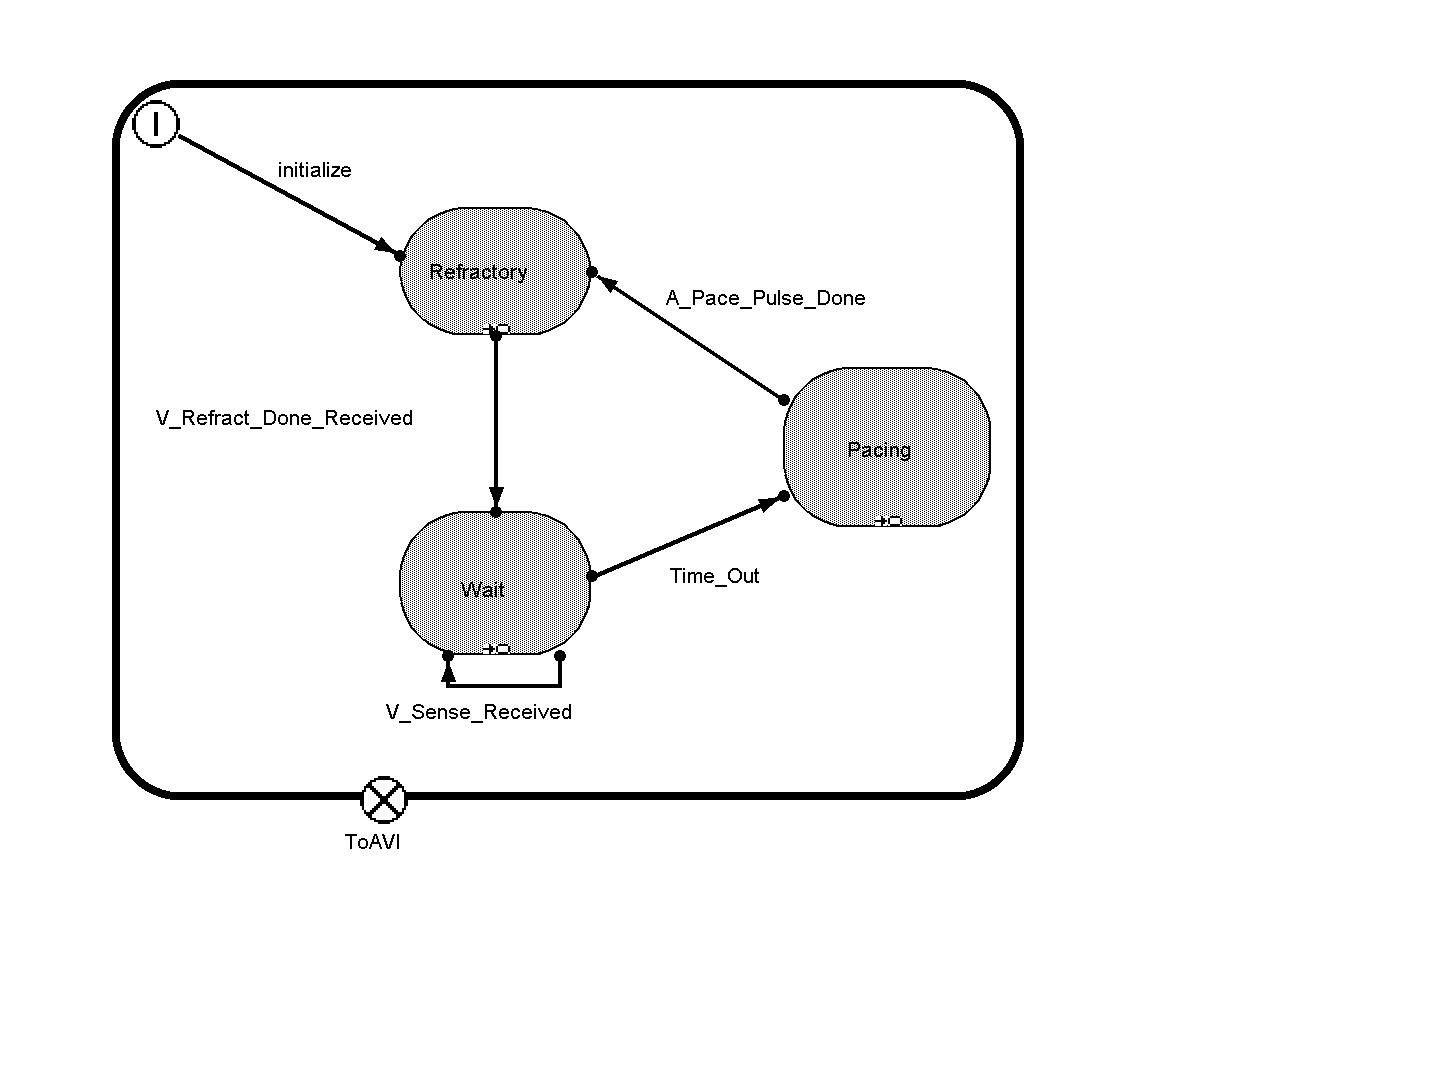 I
initialize
Refractory
A_Pace_Pulse_Done
V_Refract_Done_Received
Pacing
Time_Out
Wait
V_Sense_Received
ToAVI